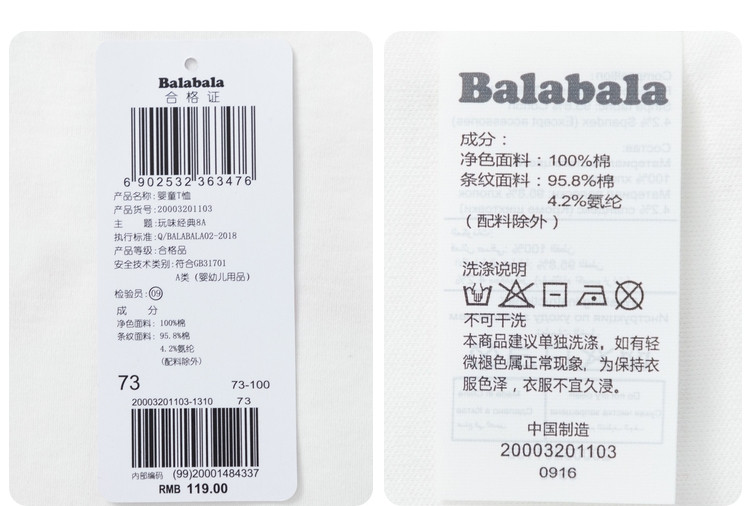 Balabala
合格证
6 902532 363476
产品名称:婴童T恤
产品货号:20003201103
主　　题:玩味经典8A
执行标准:Q/BALABALA02-2018
产品等级:合格品
安全技术类别:符合GB31701
A类（婴幼儿用品）
检验员:09
成　　分
净色面料: 100%棉
条纹面料: 95.8%棉
4.2%氨纶
(配料除外)
73 73-100
20003201103-1310 73
内部编码 (99)20001484337
RMB 119.00
Balabala
成分：
净色面料：100%棉
条纹面料：95.8%棉
4.2%氨纶
（配料除外）
洗涤说明
不可干洗
本商品建议单独洗涤，如有轻
微褪色属正常现象，为保持衣
服色泽，衣服不宜久浸。
中国制造
20003201103
0916